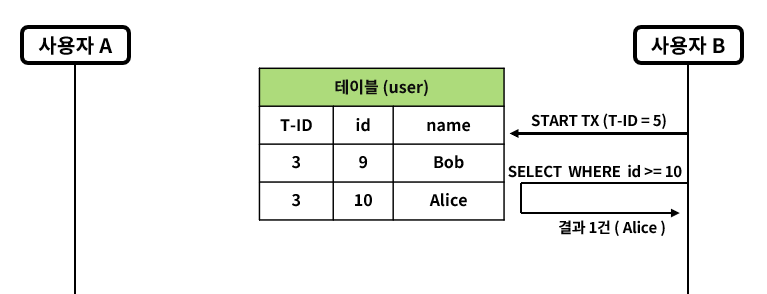 사용자 A
사용자 B
테이블 (user)
T-ID id name
3 9 Bob
3 10 Alice
START TX (T-ID = 5)
SELECT WHERE id >= 10
결과 1건 ( Alice )